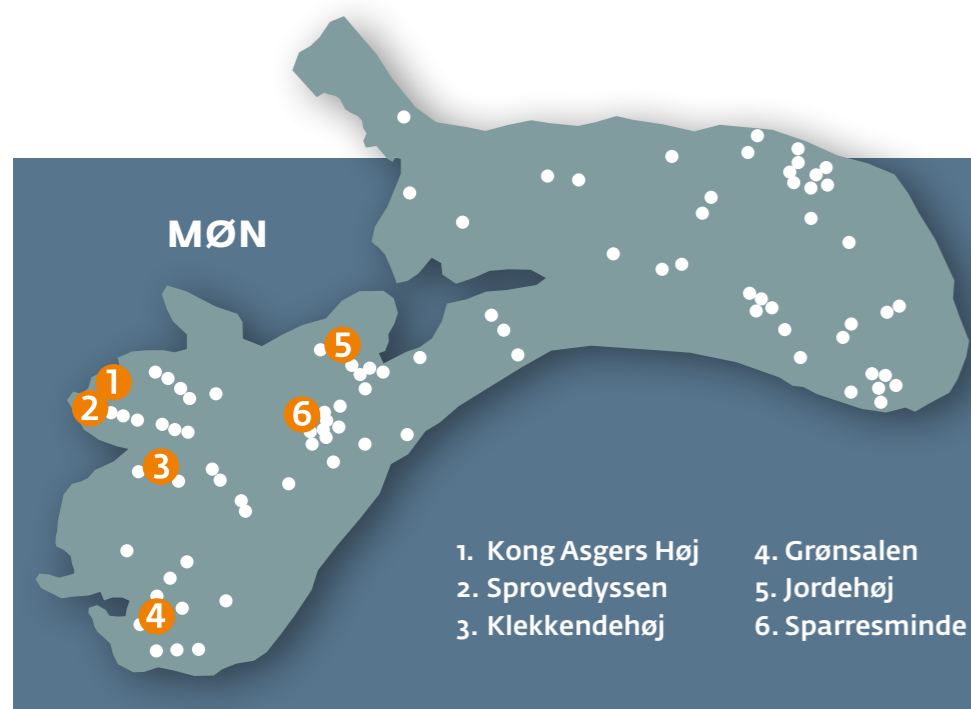 MØN
5
1
6
2
3
4
1. Kong Asgers Høj
2. Sprovedyssen
3. Klekkendehøj
4. Grønsalen
5. Jordehøj
6. Sparresminde